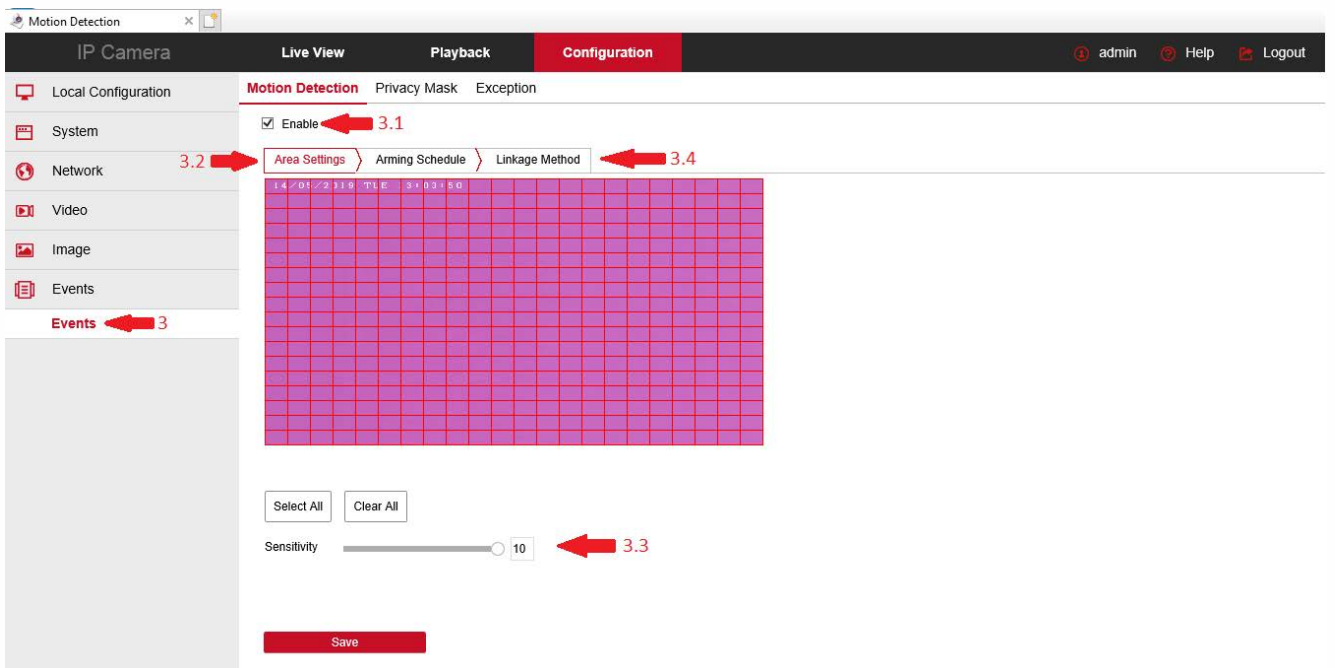 Motion Detection
IP Camera Live View Playback Configuration admin Help Logout
Local Configuration
System
Network
Video
Image
Events
Events 3
Motion Detection Privacy Mask Exception
Enable 3.1
3.2 Area Settings Arming Schedule Linkage Method 3.4
Select All Clear All
Sensitivity 10 3.3
Save